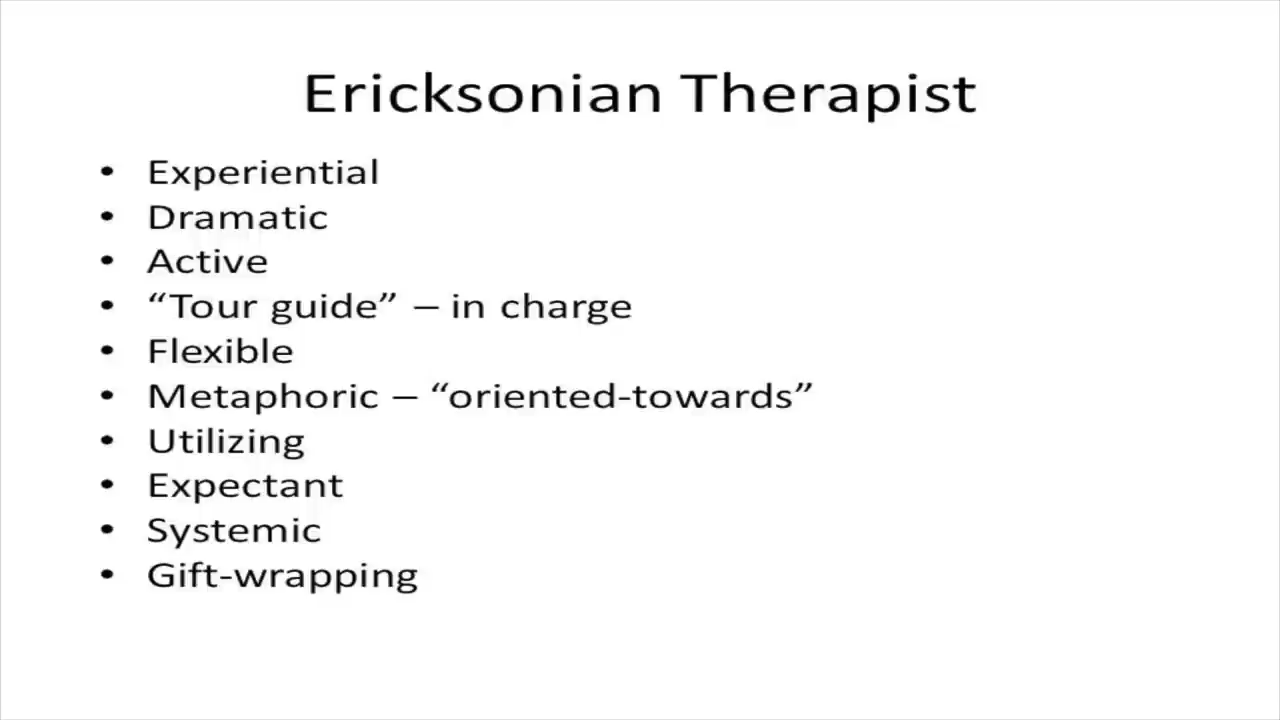 Ericksonian Therapist
• Experiential
• Dramatic
• Active
• “Tour guide” – in charge
• Flexible
• Metaphoric – “oriented-towards”
• Utilizing
• Expectant
• Systemic
• Gift-wrapping